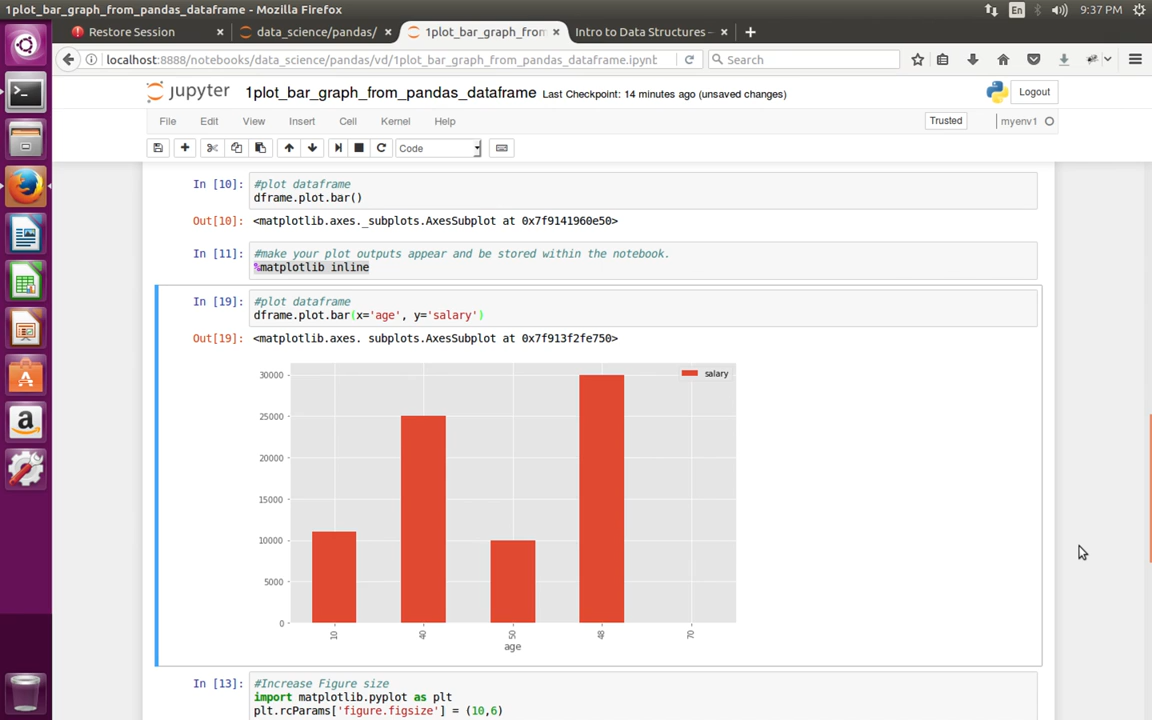 1plot_bar_graph_from_pandas_dataframe - Mozilla Firefox
En
9:37 PM
Restore Session
data_science/pandas/
1plot_bar_graph_from
Intro to Data Structures
localhost:8888/notebooks/data_science/pandas/vd/1plot_bar_graph_from_pandas_dataframe.ipynb
Search
jupyter
1plot_bar_graph_from_pandas_dataframe
Last Checkpoint: 14 minutes ago (unsaved changes)
Logout
File
Edit
View
Insert
Cell
Kernel
Help
Trusted
myenv1
Code
In [10]:
#plot dataframe
dframe.plot.bar()
Out[10]:
<matplotlib.axes._subplots.AxesSubplot at 0x7f9141960e50>
In [11]:
#make your plot outputs appear and be stored within the notebook.
%matplotlib inline
In [19]:
#plot dataframe
dframe.plot.bar(x='age', y='salary')
Out[19]:
<matplotlib.axes._subplots.AxesSubplot at 0x7f913f2fe750>
salary
30000
25000
20000
15000
10000
5000
0
10
40
50
48
70
age
In [13]:
#Increase Figure size
import matplotlib.pyplot as plt
plt.rcParams['figure.figsize'] = (10,6)